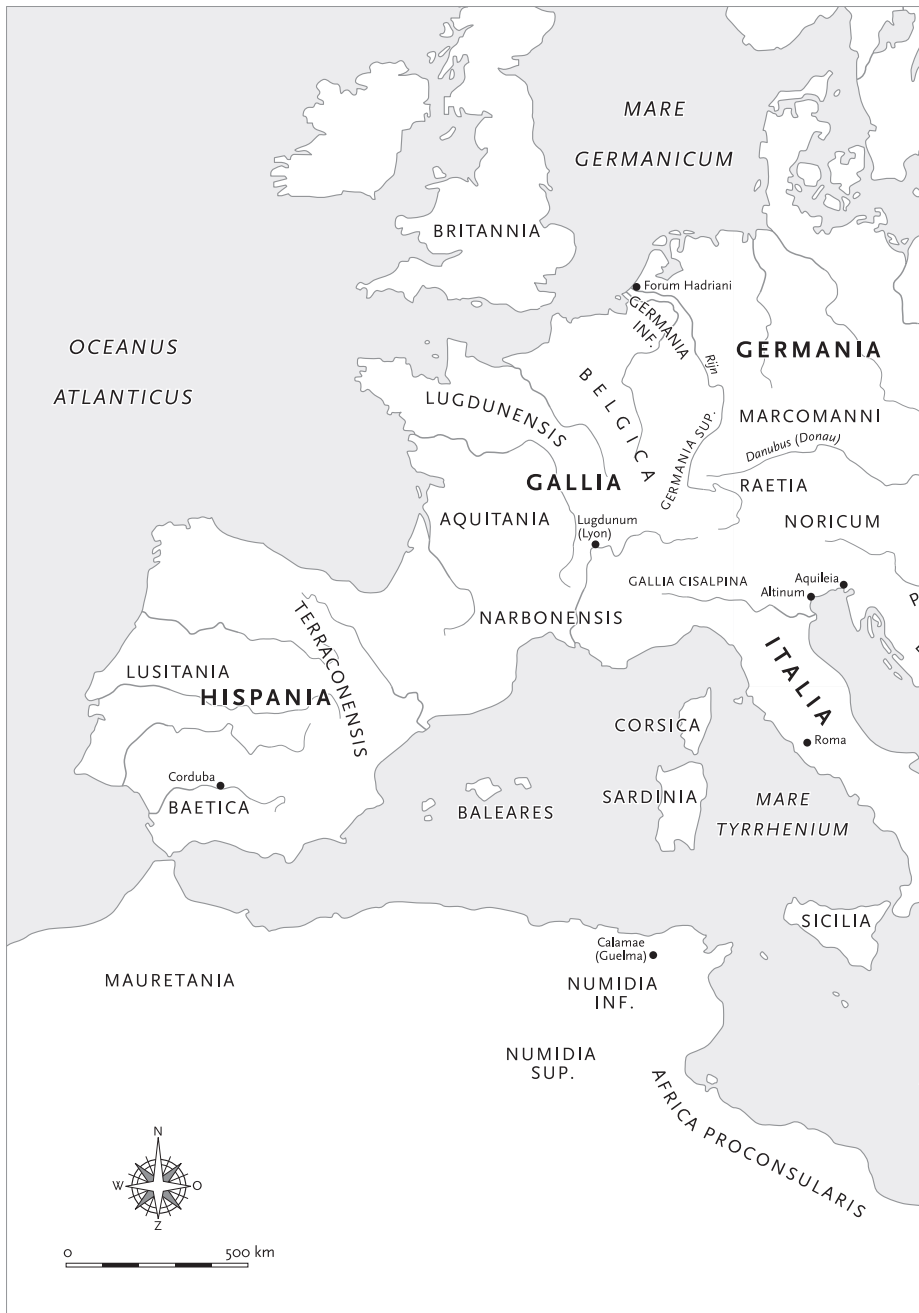 MARE
GERMANICUM
BRITANNIA
Forum Hadriani
GERMANIA
INF.
OCEANUS
ATLANTICUS
GERMANIA
Rijn
BELGICA
LUGDUNENSIS
MARCOMANNI
GERMANIA SUP.
Danubus (Donau)
GALLIA
RAETIA
AQUITANIA
Lugdunum
(Lyon)
NORICUM
GALLIA CISALPINA
Aquileia
Altinum
P
NARBONENSIS
TERRACONENSIS
ITALIA
LUSITANIA
HISPANIA
CORSICA
Roma
Corduba
BAETICA
BALEARES
SARDINIA
MARE
TYRRHENIUM
SICILIA
Calamae
(Guelma)
MAURETANIA
NUMIDIA
INF.
NUMIDIA
SUP.
AFRICA PROCONSULARIS
N
W
O
Z
0 500 km